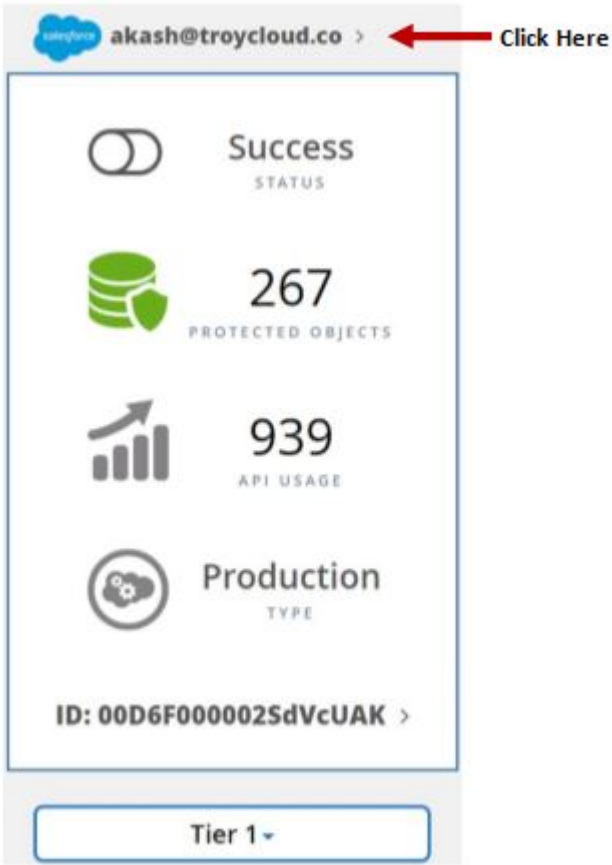 salesforce akash@troycloud.co > Click Here
Success
STATUS
267
PROTECTED OBJECTS
939
API USAGE
Production
TYPE
ID: 00D6F000002SdVcUAK >
Tier 1